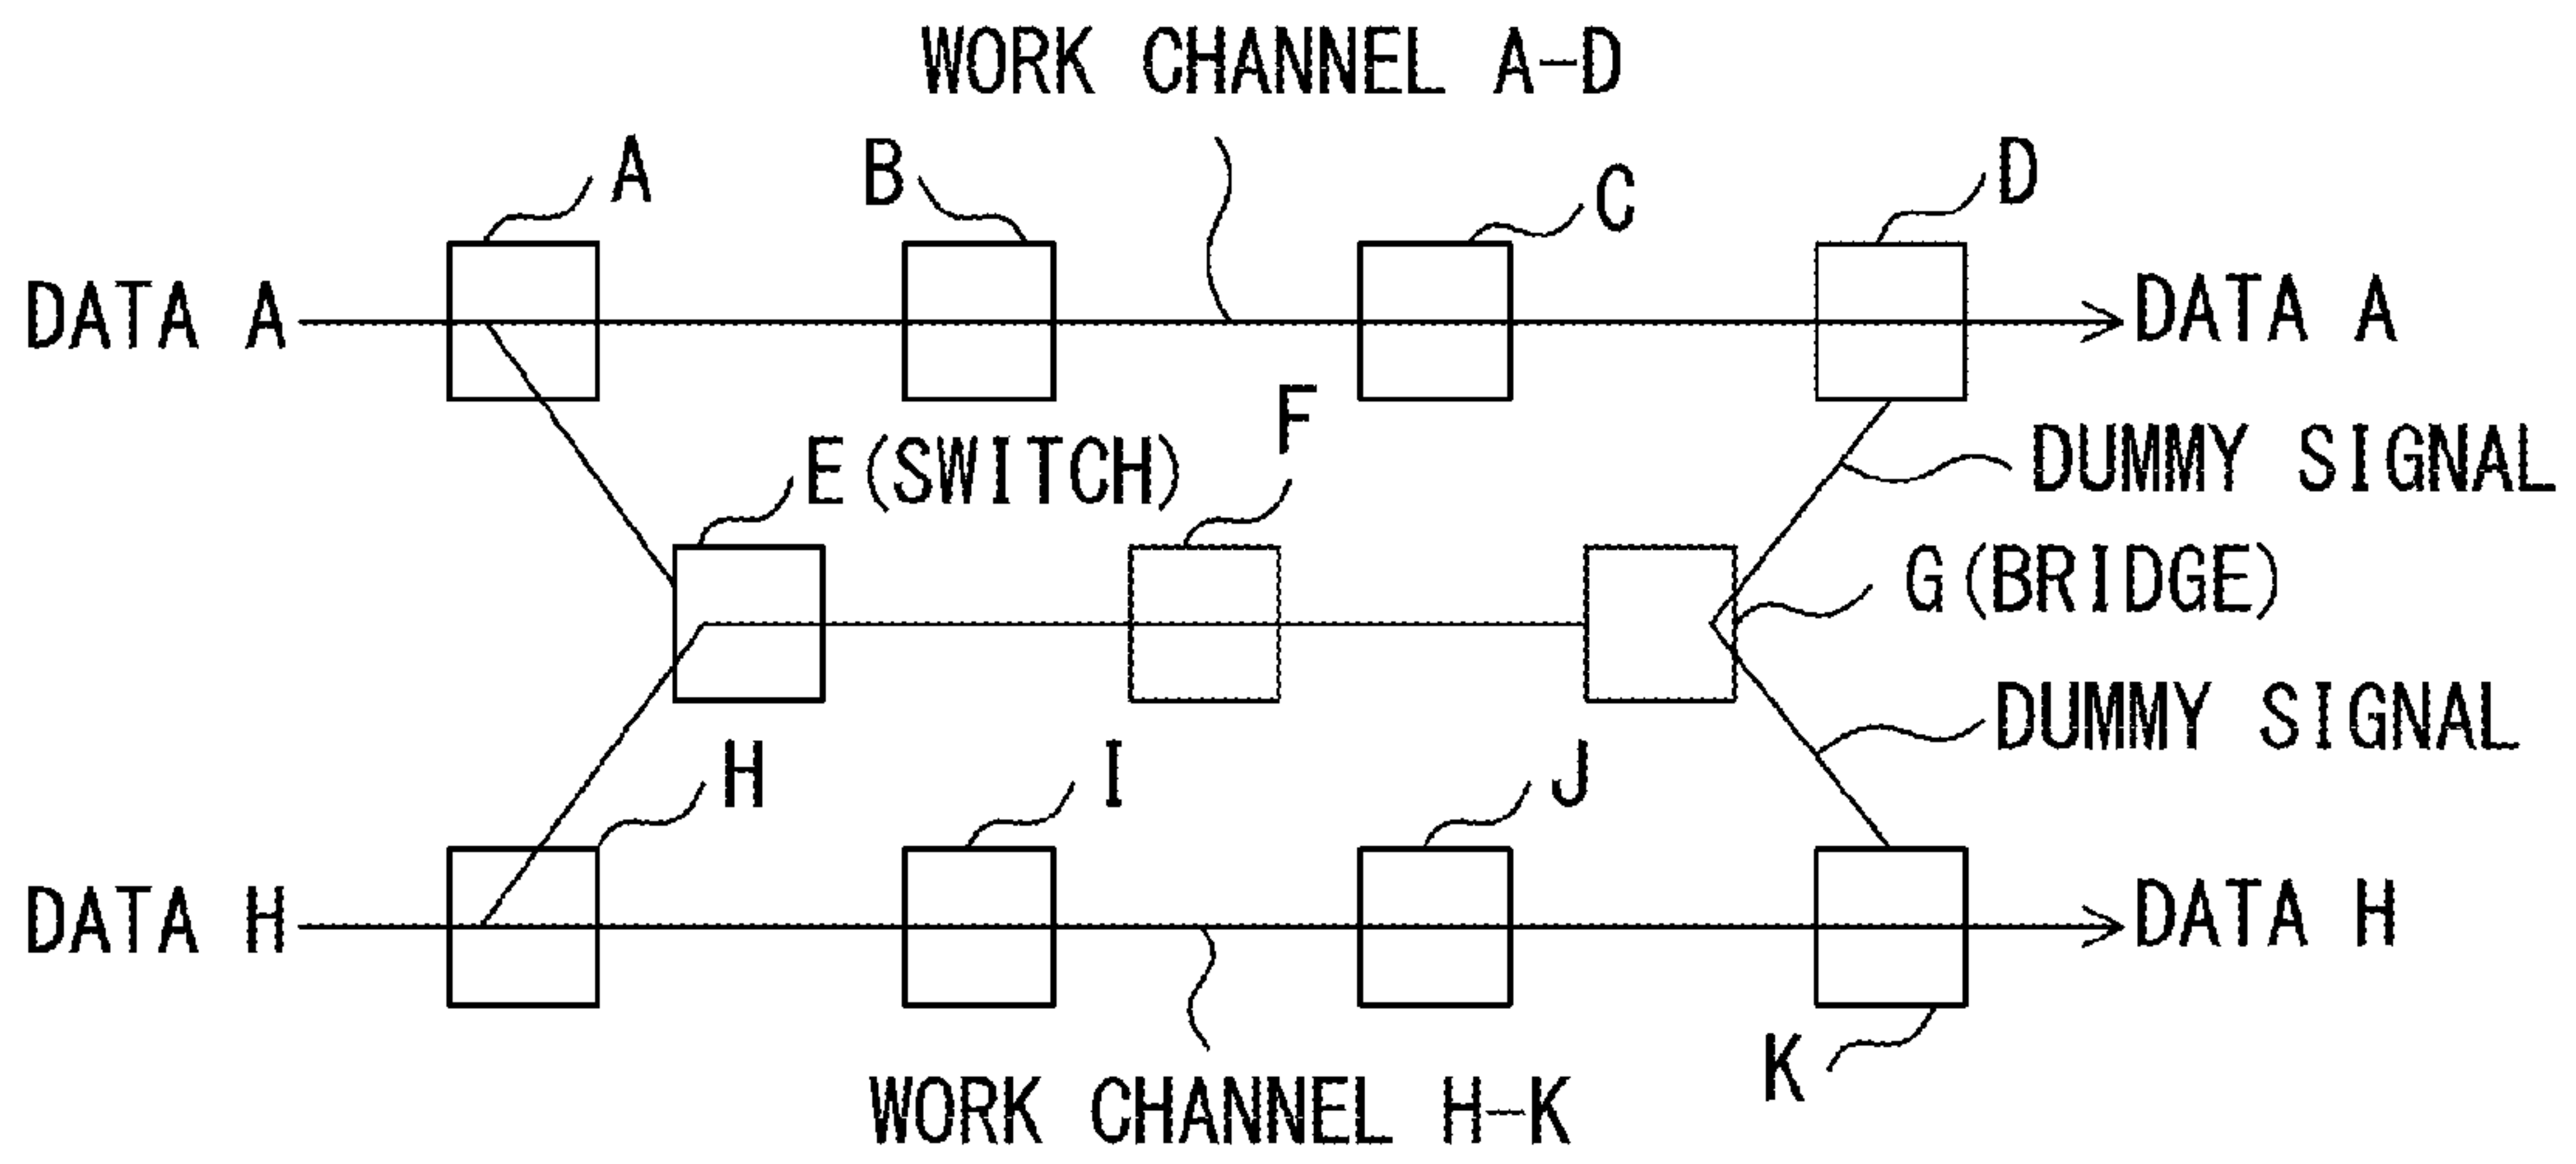 WORK CHANNEL A-D
A
B
C
D
DATA A
DATA A
E(SWITCH)
F
DUMMY SIGNAL
G(BRIDGE)
DUMMY SIGNAL
H
I
J
DATA H
DATA H
K
WORK CHANNEL H-K